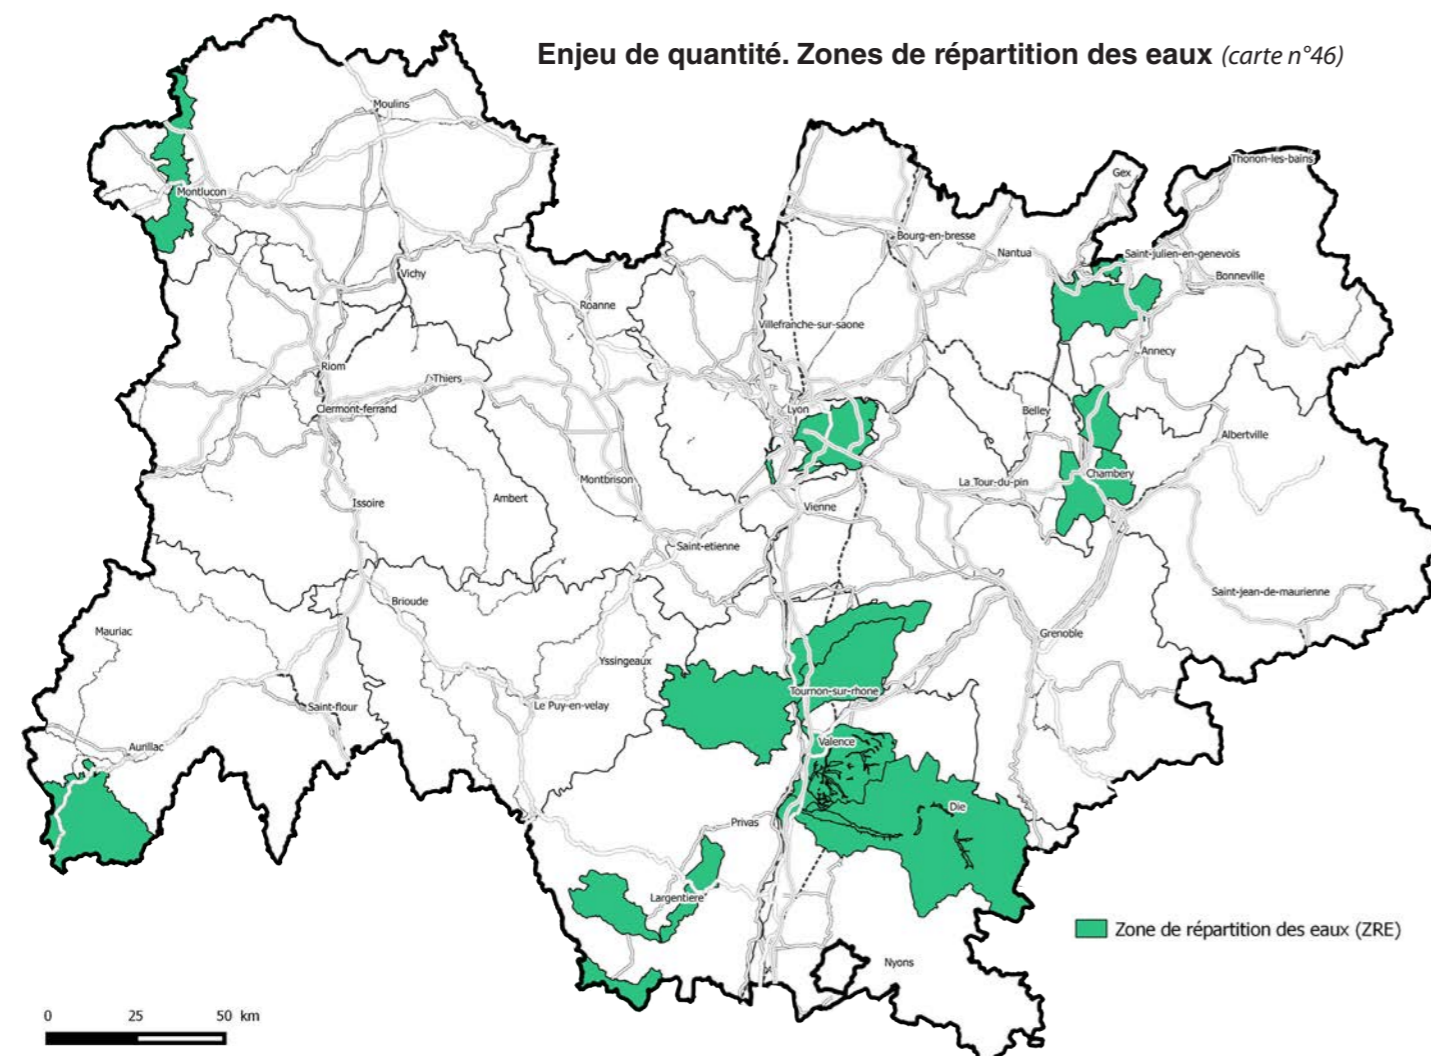 Enjeu de quantité. Zones de répartition des eaux (carte n°46)
Moulins
Thonon-les-bains
Gex
Montlucon
Bourg-en-bresse
Nantua
Saint-julien-en-genevois
Bonneville
Vichy
Roanne
Villefranche-sur-saone
Annecy
Riom
Thiers
Clermont-ferrand
Lyon
Belley
Albertville
Chambery
Montbrison
La Tour-du-pin
Issoire
Ambert
Vienne
Saint-etienne
Brioude
Saint-jean-de-maurienne
Mauriac
Grenoble
Yssingeaux
Tournon-sur-rhone
Saint-flour
Le Puy-en-velay
Valence
Aurillac
Die
Privas
Largentiere
Zone de répartition des eaux (ZRE)
Nyons
0 25 50 km